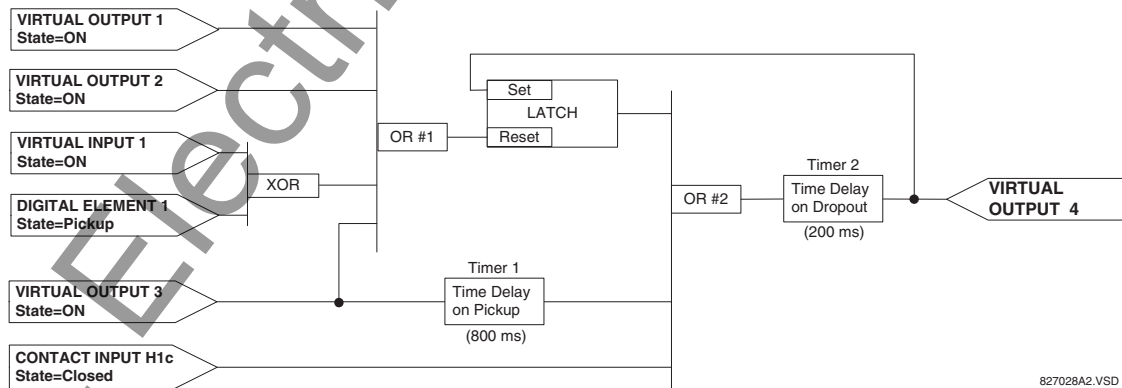 VIRTUAL OUTPUT 1
State=ON
VIRTUAL OUTPUT 2
State=ON
VIRTUAL INPUT 1
State=ON
DIGITAL ELEMENT 1
State=Pickup
VIRTUAL OUTPUT 3
State=ON
CONTACT INPUT H1c
State=Closed
XOR
OR #1
Set
LATCH
Reset
Timer 1
Time Delay
on Pickup
(800 ms)
OR #2
Timer 2
Time Delay
on Dropout
(200 ms)
VIRTUAL
OUTPUT 4
827028A2.VSD
Electri